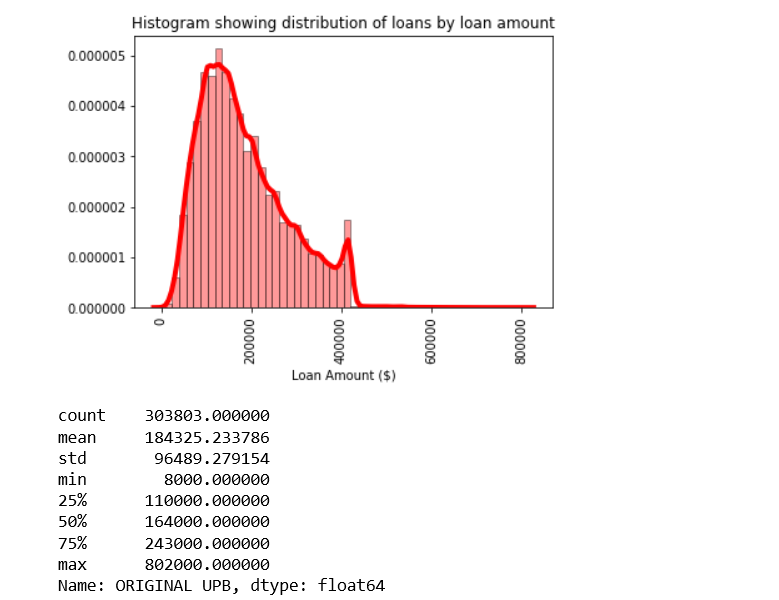 Histogram showing distribution of loans by loan amount
0.000005
0.000004
0.000003
0.000002
0.000001
0.000000
0
200000
400000
600000
800000
Loan Amount ($)
count 303803.000000
mean 184325.233786
std 96489.279154
min 8000.000000
25% 110000.000000
50% 164000.000000
75% 243000.000000
max 802000.000000
Name: ORIGINAL UPB, dtype: float64